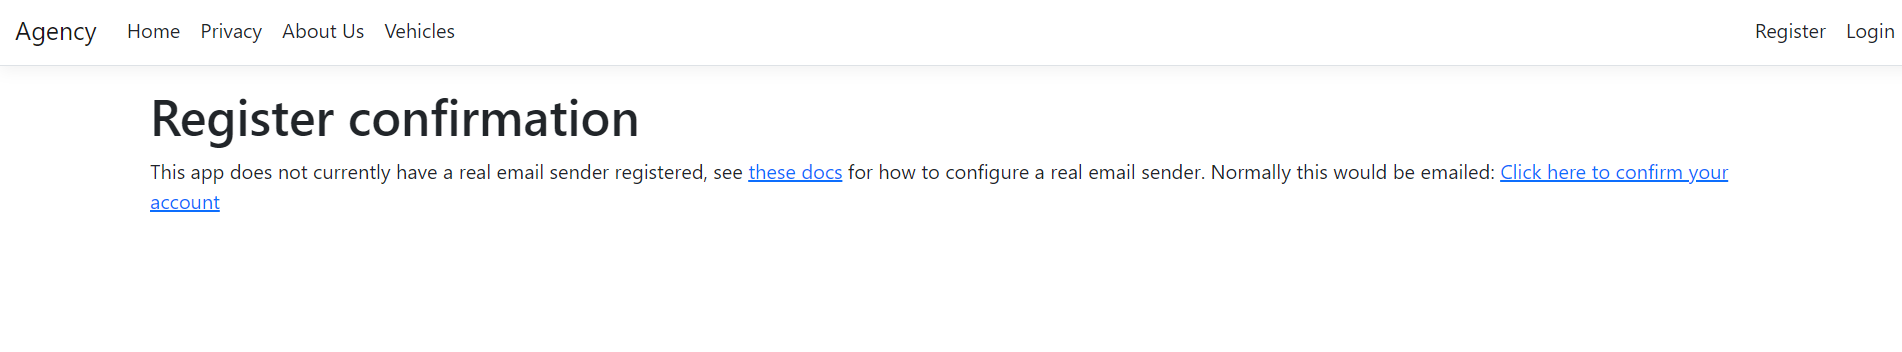 Agency Home Privacy About Us Vehicles Register Login
Register confirmation
This app does not currently have a real email sender registered, see these docs for how to configure a real email sender. Normally this would be emailed: Click here to confirm your
account